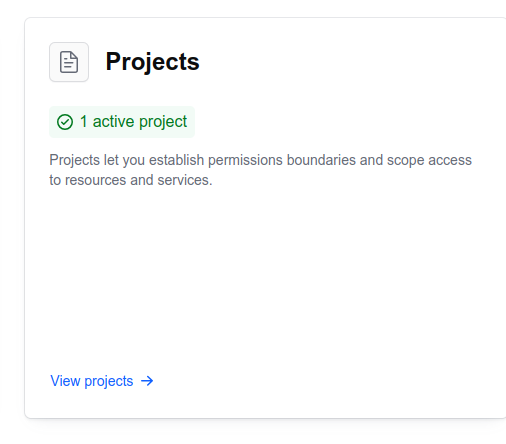 Projects
1 active project
Projects let you establish permissions boundaries and scope access
to resources and services.
View projects